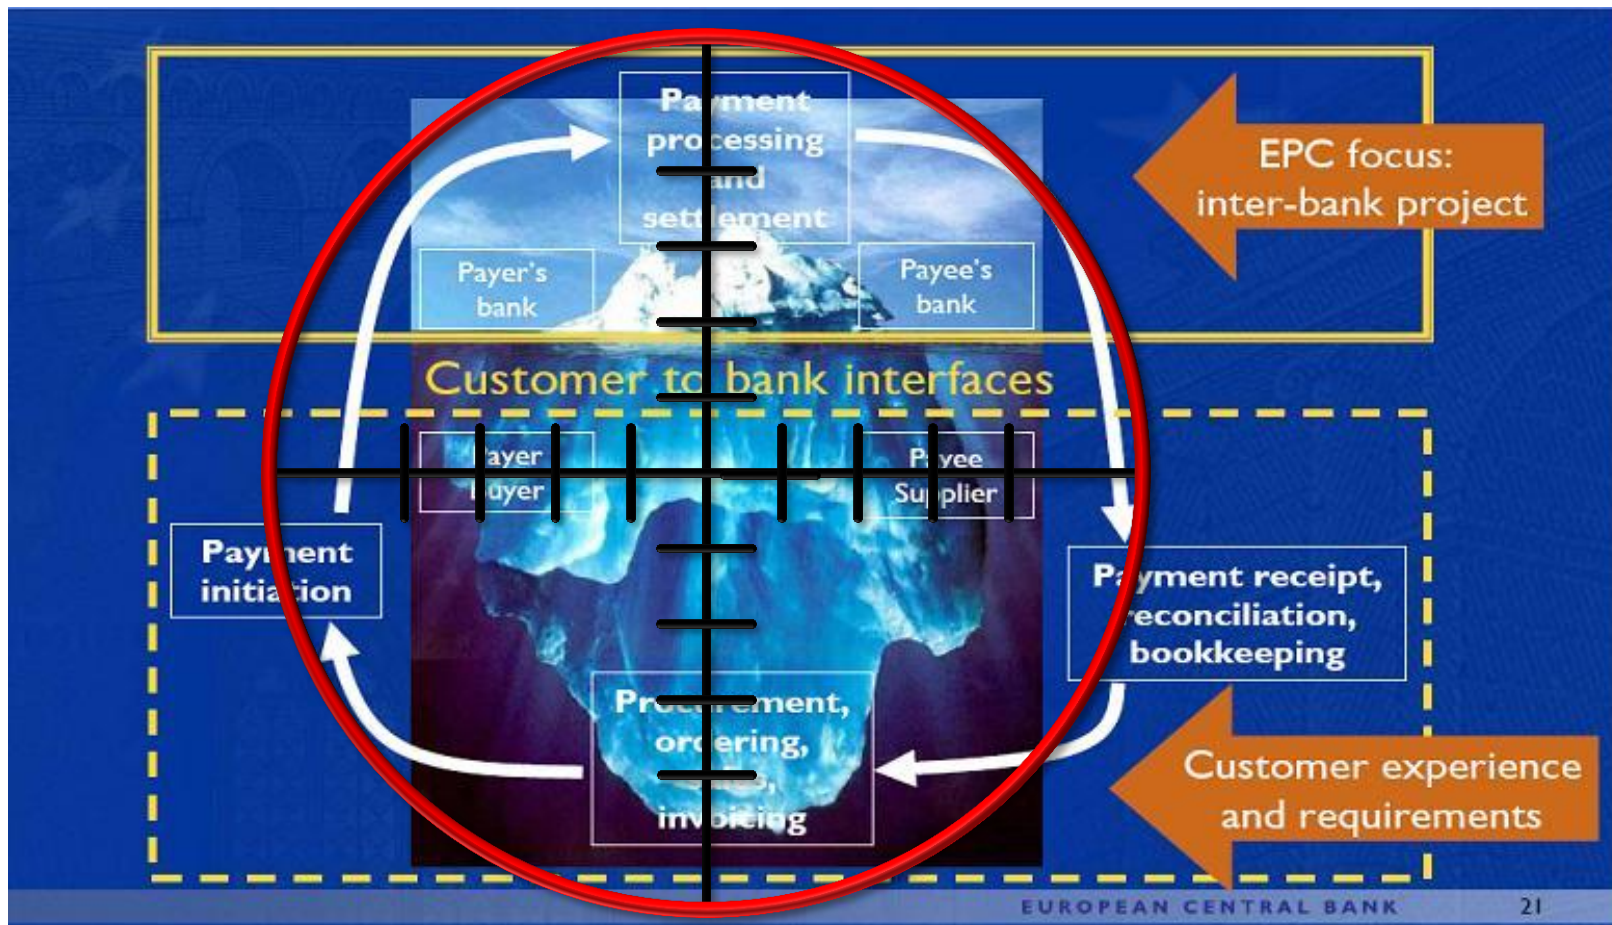 Payment
processing
and
settlement
EPC focus:
inter-bank project
Payer's
bank
Payee's
bank
Customer to bank interfaces
Payer
Buyer
Payee
Supplier
Payment
initiation
Payment receipt,
reconciliation,
bookkeeping
Procurement,
ordering,
invoicing
Customer experience
and requirements
EUROPEAN CENTRAL BANK
21